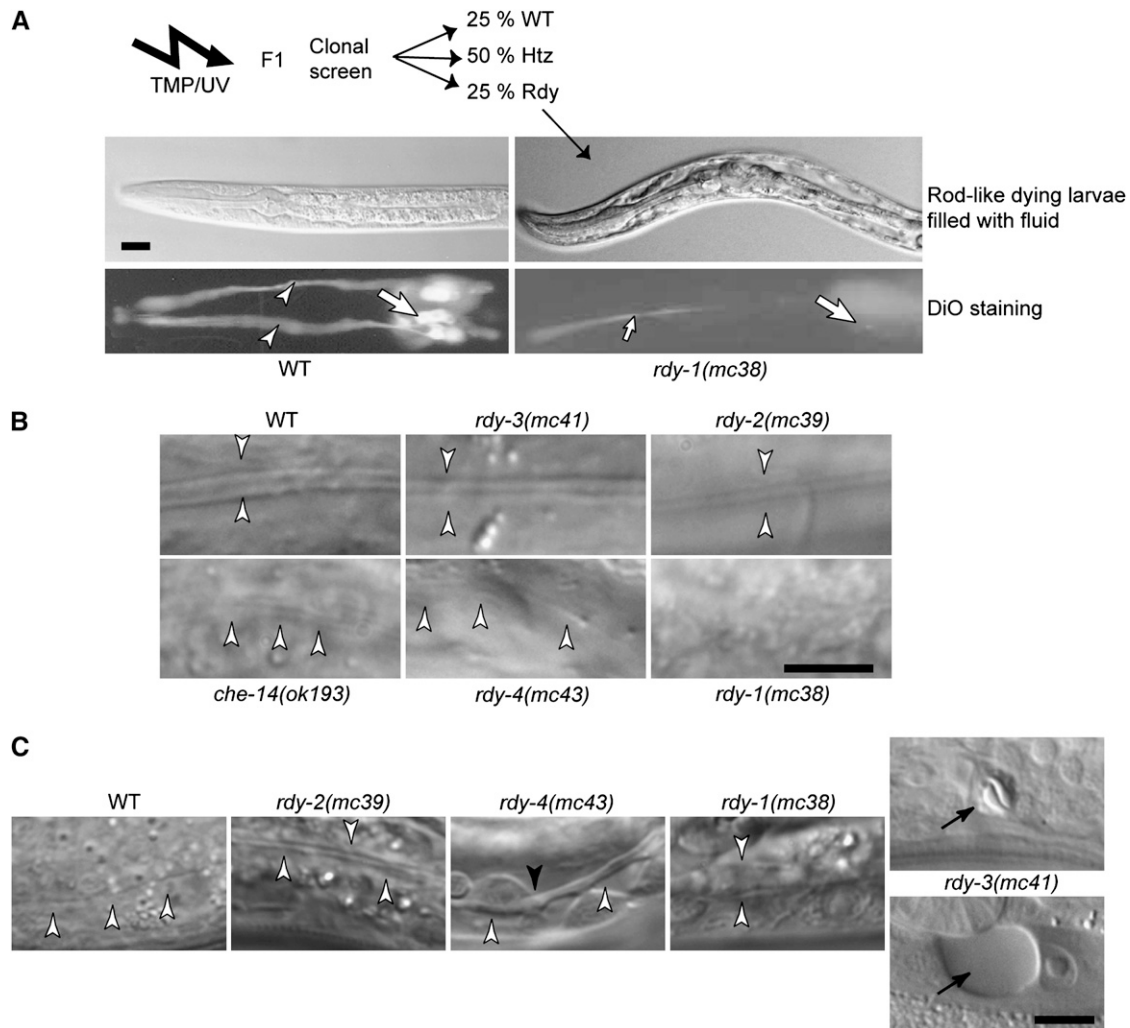 A
25 % WT
50 % Htz
25 % Rdy
TMP/UV
F1
Clonal
screen
Rod-like dying larvae
filled with fluid
DiO staining
WT
rdy-1(mc38)
B
WT
rdy-3(mc41)
rdy-2(mc39)
che-14(ok193)
rdy-4(mc43)
rdy-1(mc38)
C
WT
rdy-2(mc39)
rdy-4(mc43)
rdy-1(mc38)
rdy-3(mc41)